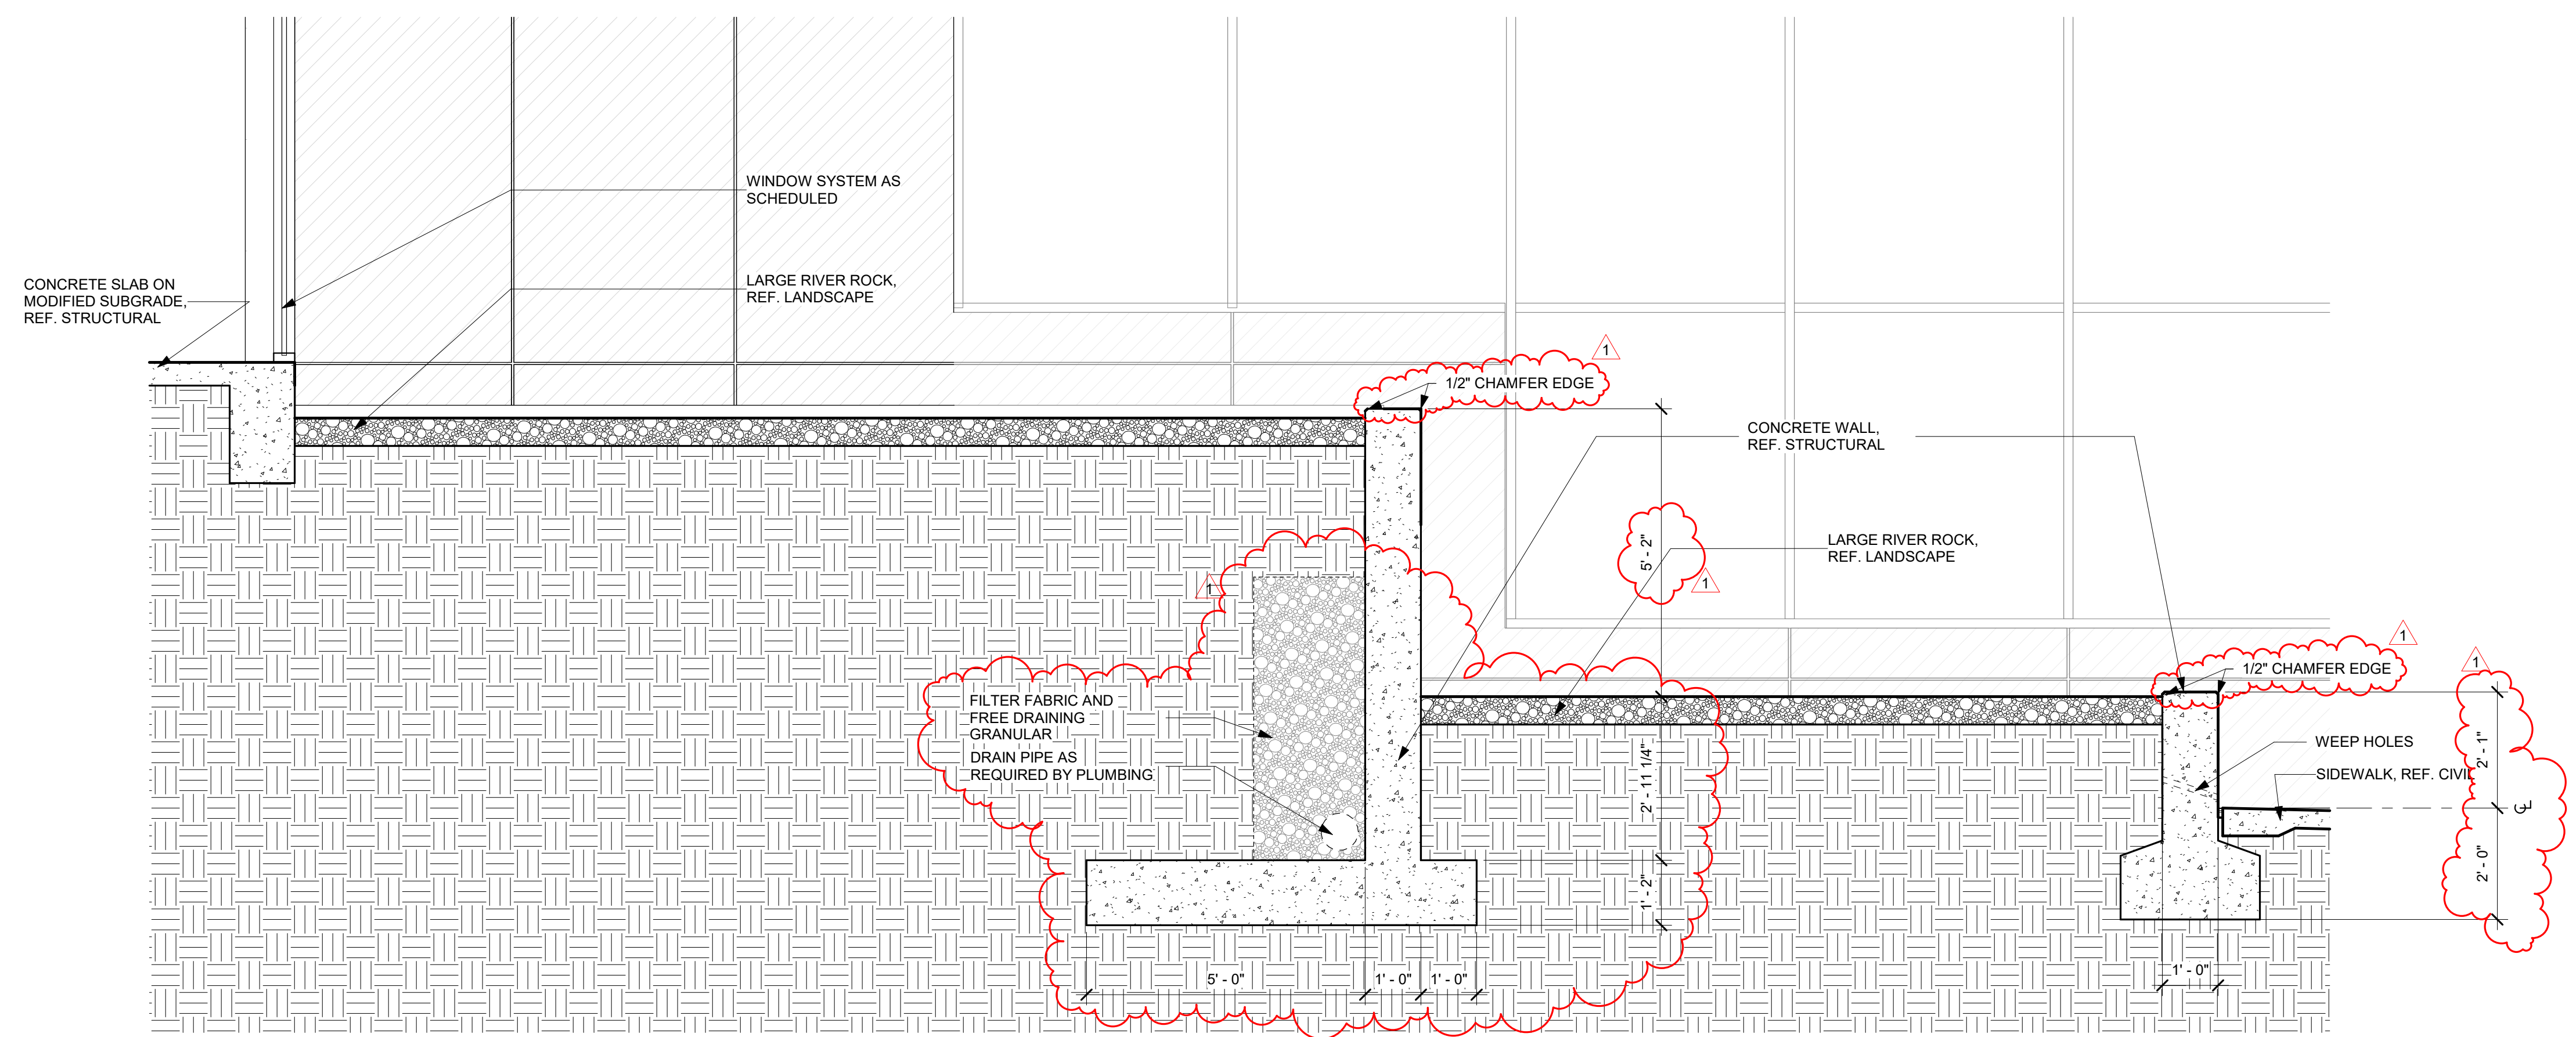 WINDOW SYSTEM AS
SCHEDULED
CONCRETE SLAB ON
MODIFIED SUBGRADE,
REF. STRUCTURAL
LARGE RIVER ROCK,
REF. LANDSCAPE
1
1/2" CHAMFER EDGE
CONCRETE WALL,
REF. STRUCTURAL
5' - 2"
LARGE RIVER ROCK,
REF. LANDSCAPE
1
1
1
1/2" CHAMFER EDGE
1
FILTER FABRIC AND
FREE DRAINING
GRANULAR
DRAIN PIPE AS
REQUIRED BY PLUMBING
2' - 11 1/4"
1' - 2"
WEEP HOLES
SIDEWALK, REF. CIVIL
2' - 1"
CL
2' - 0"
5' - 0"
1' - 0"
1' - 0"
1' - 0"